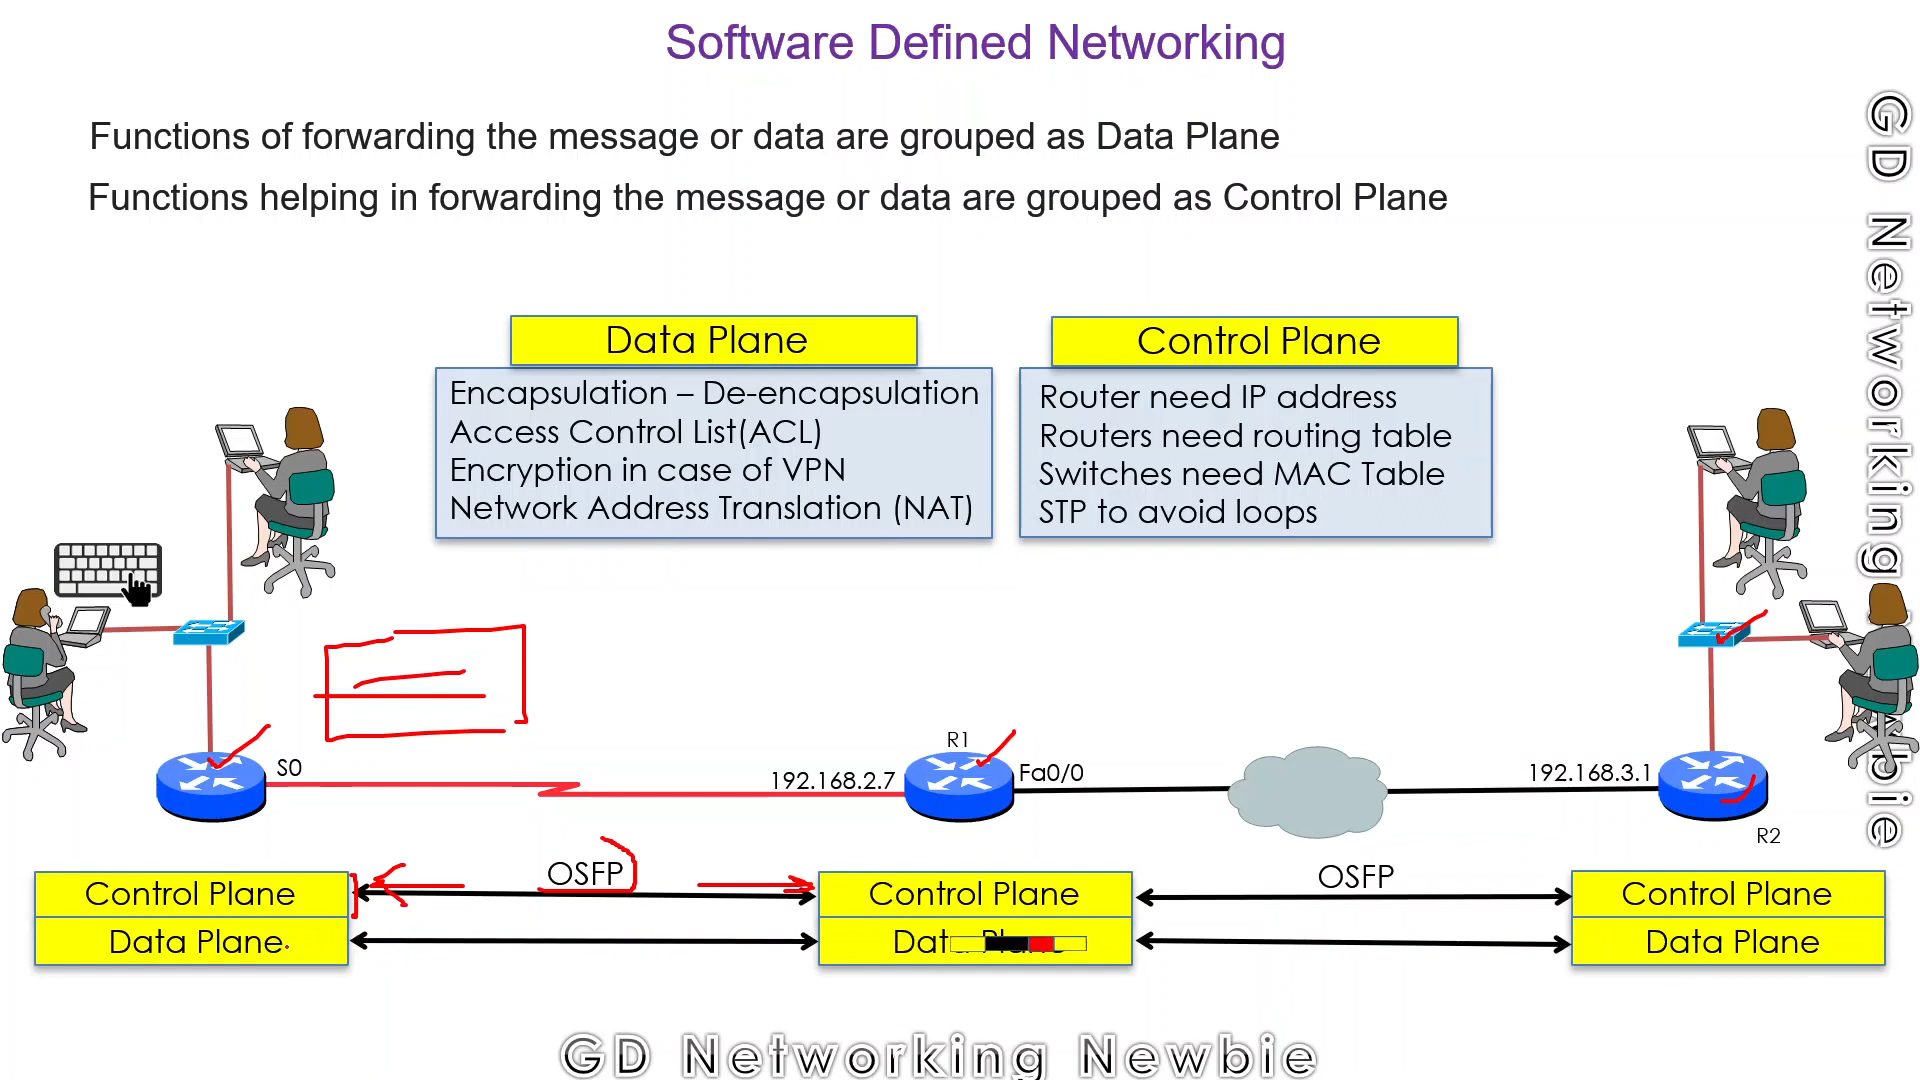 Software Defined Networking
Functions of forwarding the message or data are grouped as Data Plane
Functions helping in forwarding the message or data are grouped as Control Plane
Data Plane
Encapsulation – De-encapsulation
Access Control List(ACL)
Encryption in case of VPN
Network Address Translation (NAT)
Control Plane
Router need IP address
Routers need routing table
Switches need MAC Table
STP to avoid loops
S0
R1
192.168.2.7
Fa0/0
192.168.3.1
R2
OSFP
OSFP
Control Plane
Data Plane
Control Plane
Data Plane
Control Plane
Data Plane
GD Networking Newbie
GD Networking Newbie